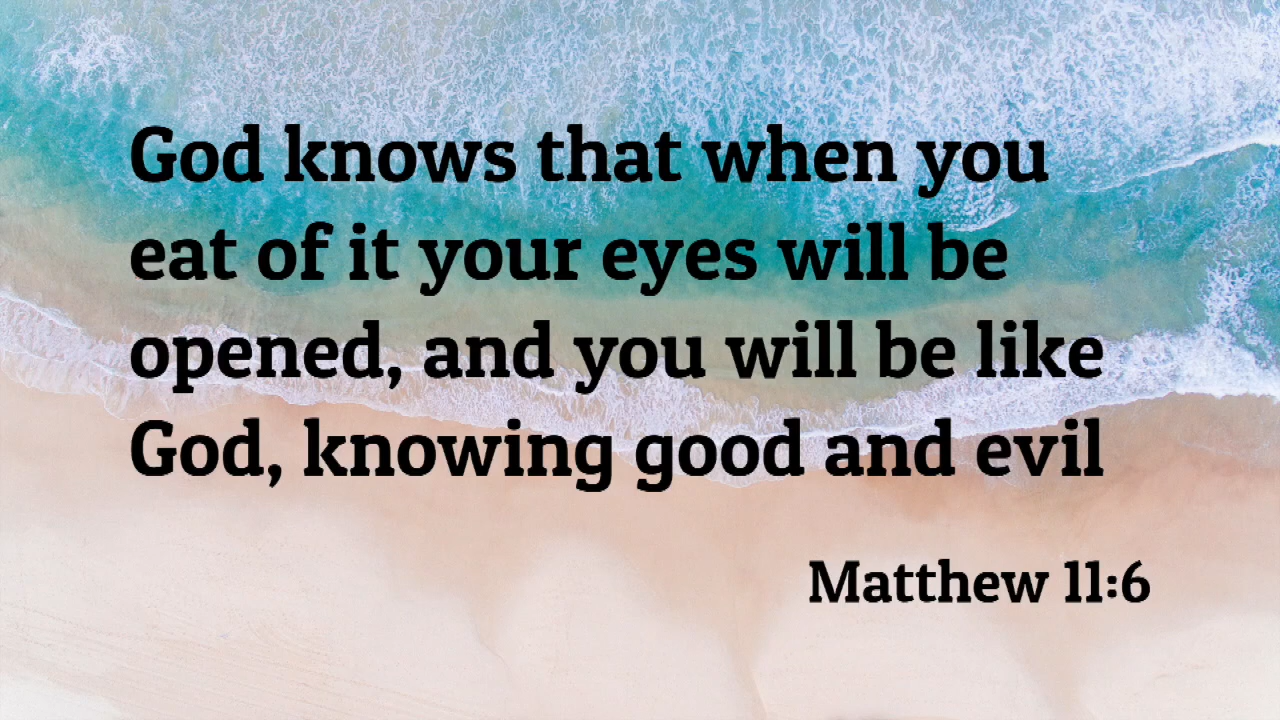 God knows that when you
eat of it your eyes will be
opened, and you will be like
God, knowing good and evil
Matthew 11:6